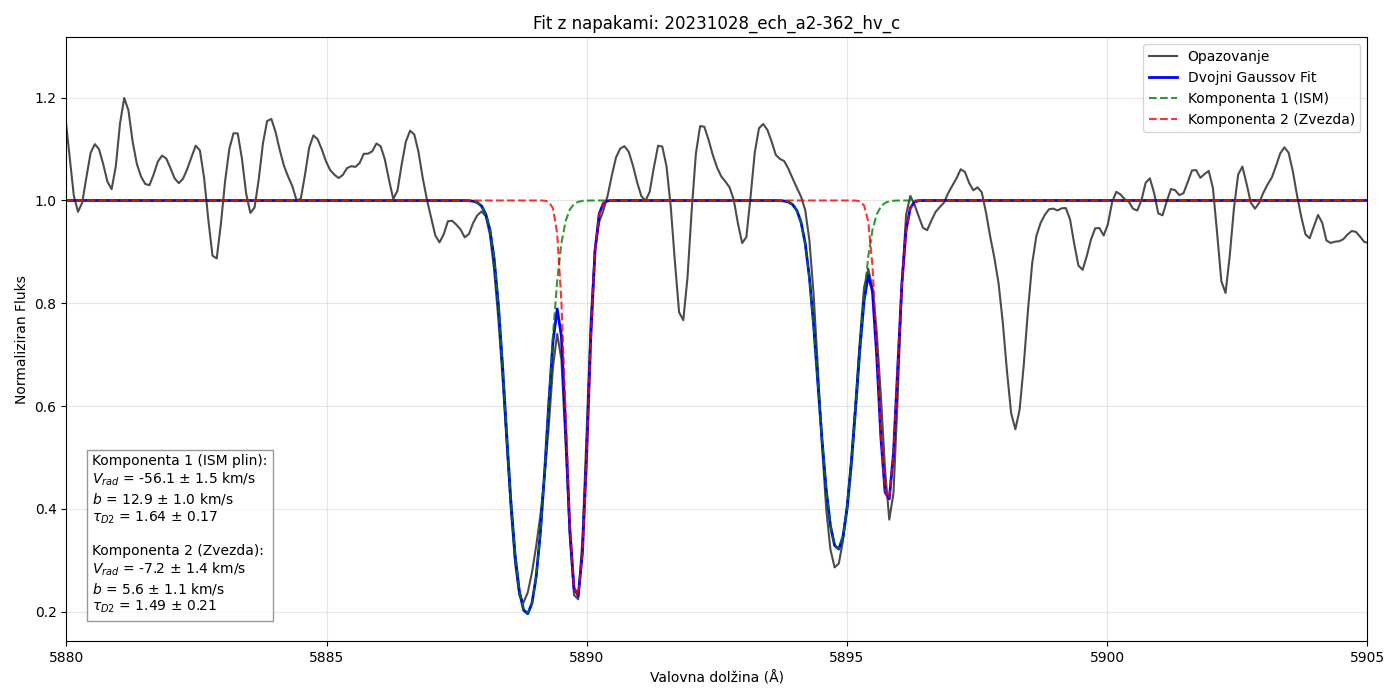 Fit z napakami: 20231028_ech_a2-362_hv_c
Normaliziran Fluks
1.2
1.0
0.8
0.6
0.4
0.2
Opazovanje
Dvojni Gaussov Fit
Komponenta 1 (ISM)
Komponenta 2 (Zvezda)
Komponenta 1 (ISM plin):
V_rad = -56.1 ± 1.5 km/s
b = 12.9 ± 1.0 km/s
τ_D2 = 1.64 ± 0.17
Komponenta 2 (Zvezda):
V_rad = -7.2 ± 1.4 km/s
b = 5.6 ± 1.1 km/s
τ_D2 = 1.49 ± 0.21
5880 5885 5890 5895 5900 5905
Valovna dolžina (Å)